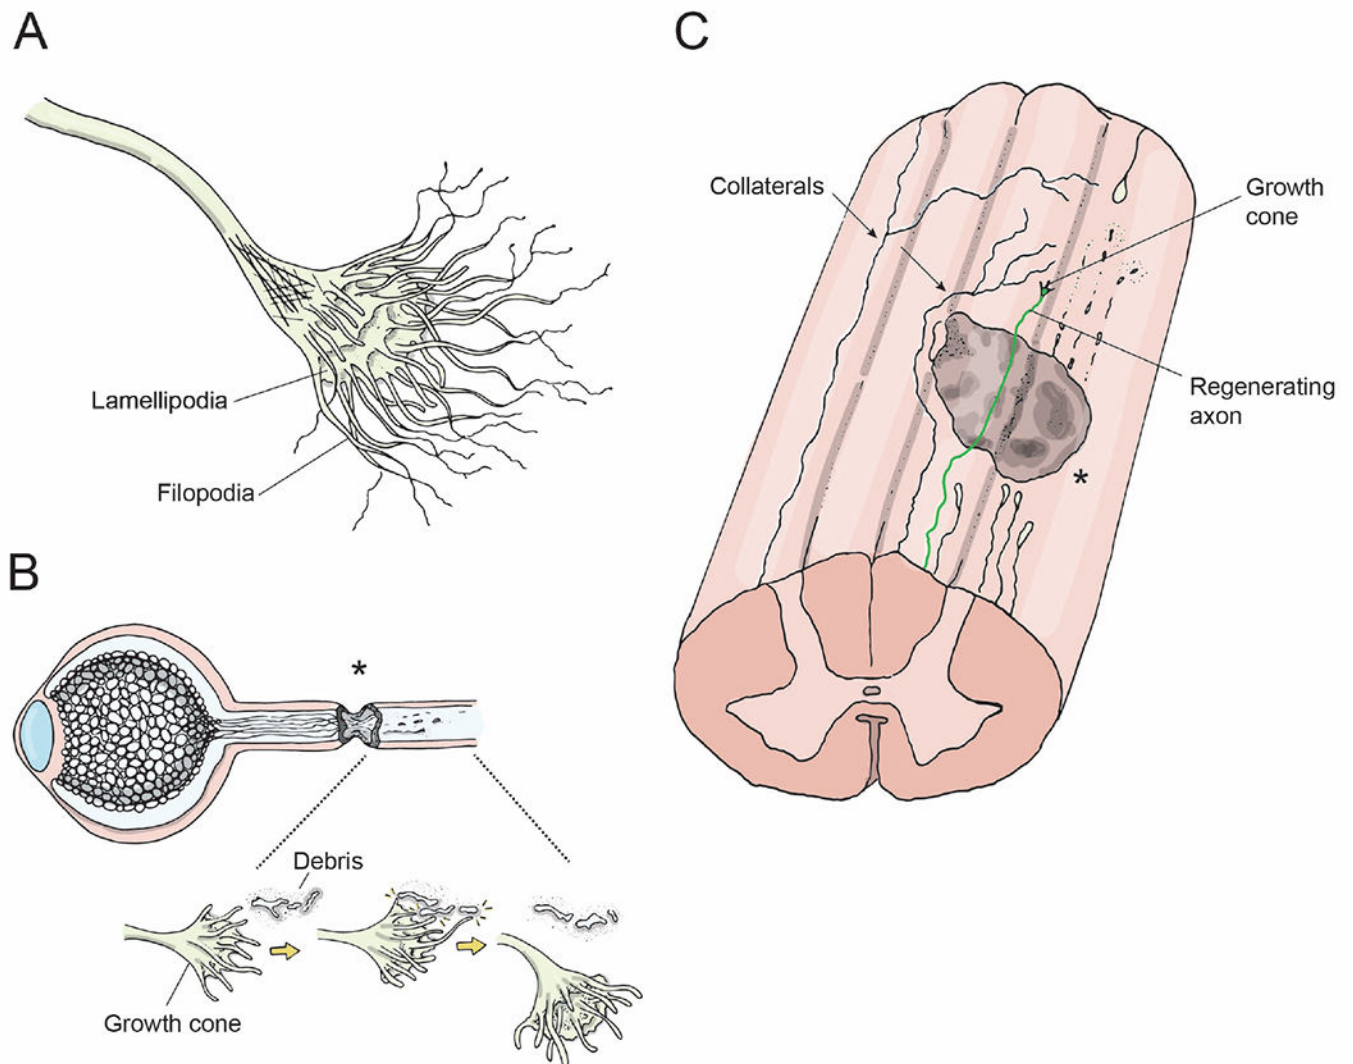 A
Lamellipodia
Filopodia
B
*
Debris
Growth cone
C
Collaterals
Growth
cone
Regenerating
axon
*